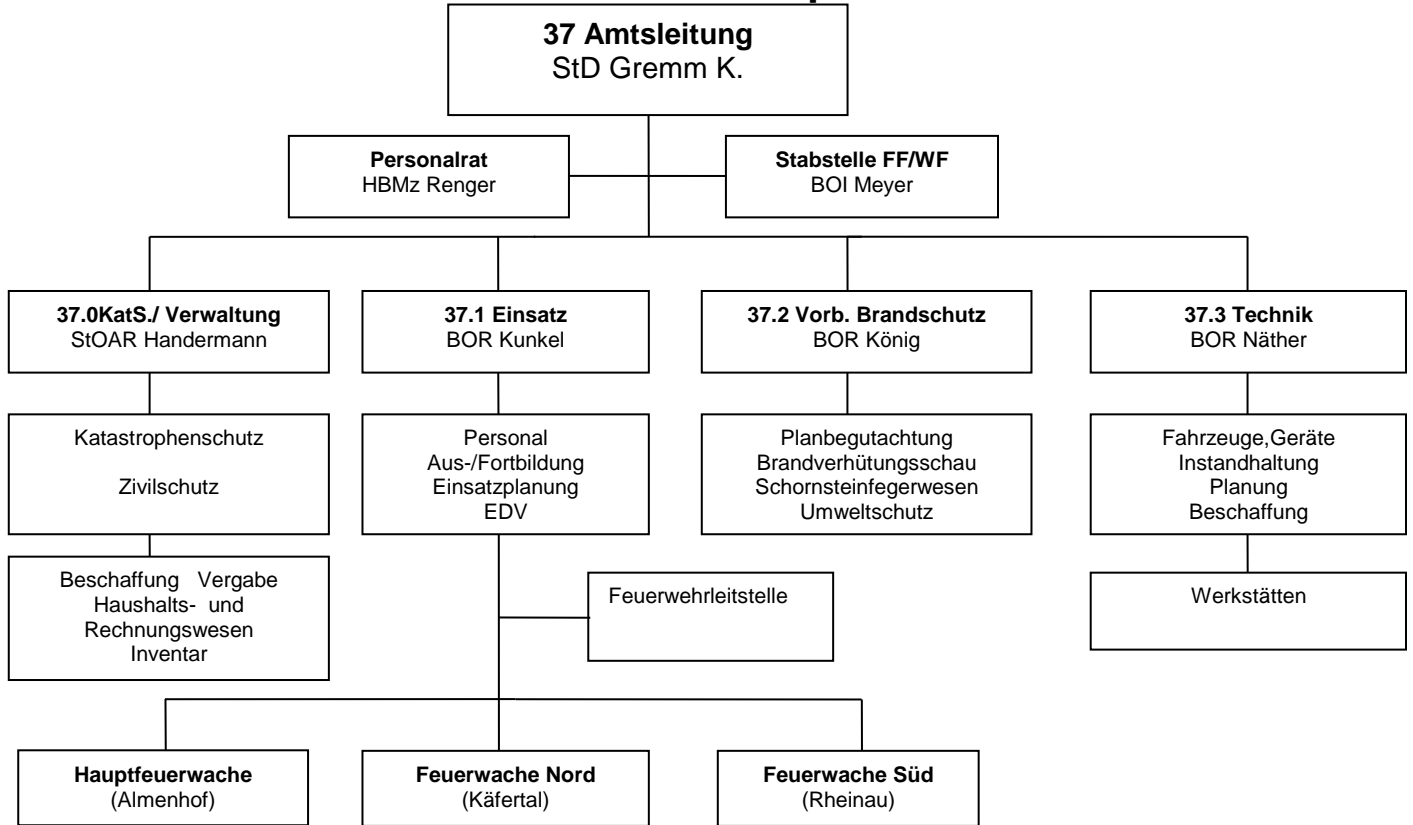 37 Amtsleitung
StD Gremm K.
Personalrat
HBMz Renger
Stabstelle FF/WF
BOI Meyer
37.0KatS./ Verwaltung
StOAR Handermann
37.1 Einsatz
BOR Kunkel
37.2 Vorb. Brandschutz
BOR König
37.3 Technik
BOR Näther
Katastrophenschutz
Zivilschutz
Personal
Aus-/Fortbildung
Einsatzplanung
EDV
Planbegutachtung
Brandverhütungsschau
Schornsteinfegerwesen
Umweltschutz
Fahrzeuge,Geräte
Instandhaltung
Planung
Beschaffung
Beschaffung Vergabe
Haushalts- und
Rechnungswesen
Inventar
Feuerwehrleitstelle
Werkstätten
Hauptfeuerwache
(Almenhof)
Feuerwache Nord
(Käfertal)
Feuerwache Süd
(Rheinau)